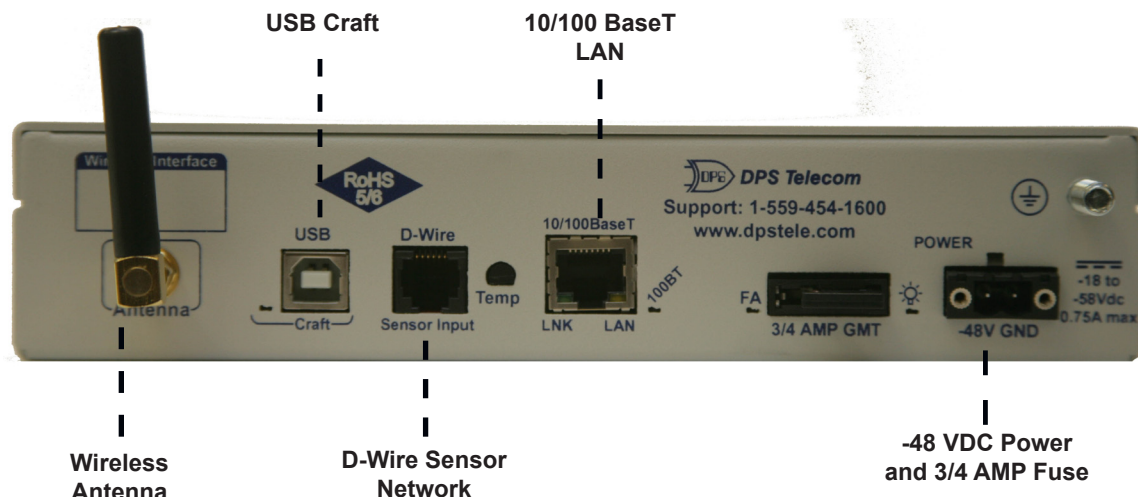 USB Craft
10/100 BaseT
LAN
Interface
RoHS
5/6
DPS DPS Telecom
Support: 1-559-454-1600
www.dpstele.com
USB
D-Wire
10/100BaseT
POWER
Temp
100BT
FA
-18 to
-58Vdc
0.75A max
Antenna
Craft
Sensor Input
LNK LAN
3/4 AMP GMT
-48V GND
Wireless
Antenna
D-Wire Sensor
Network
-48 VDC Power
and 3/4 AMP Fuse